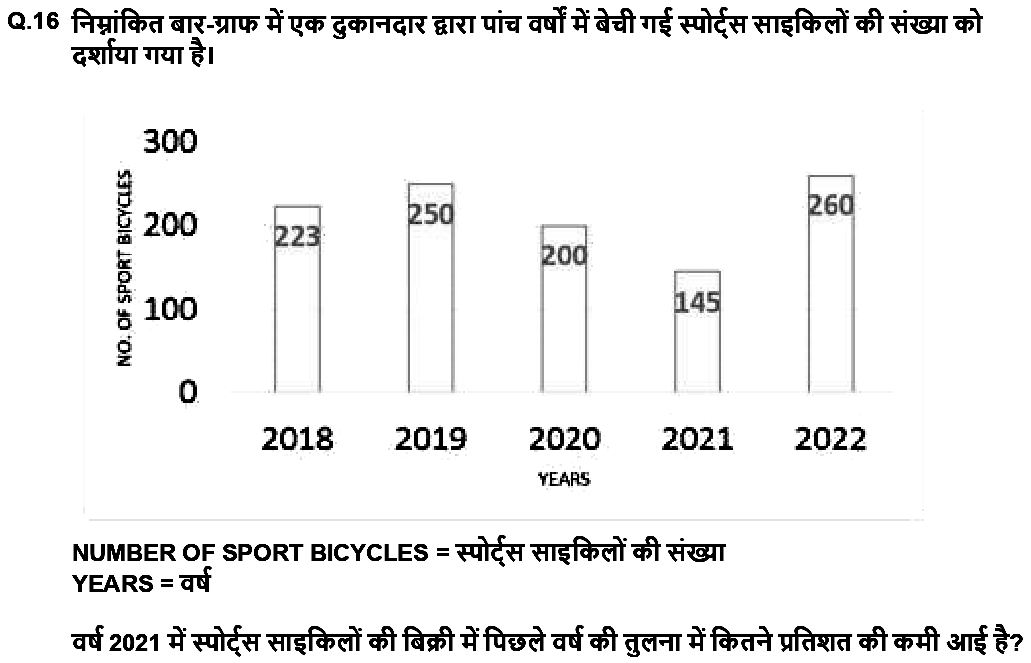 Q.16 निम्नांकित बार-ग्राफ में एक दुकानदार द्वारा पांच वर्षों में बेची गई स्पोर्ट्स साइकिलों की संख्या को
दर्शाया गया है।
300
200
100
0
NO. OF SPORT BICYCLES
223
250
200
145
260
2018 2019 2020 2021 2022
YEARS
NUMBER OF SPORT BICYCLES = स्पोर्ट्स साइकिलों की संख्या
YEARS = वर्ष
वर्ष 2021 में स्पोर्ट्स साइकिलों की बिक्री में पिछले वर्ष की तुलना में कितने प्रतिशत की कमी आई है?